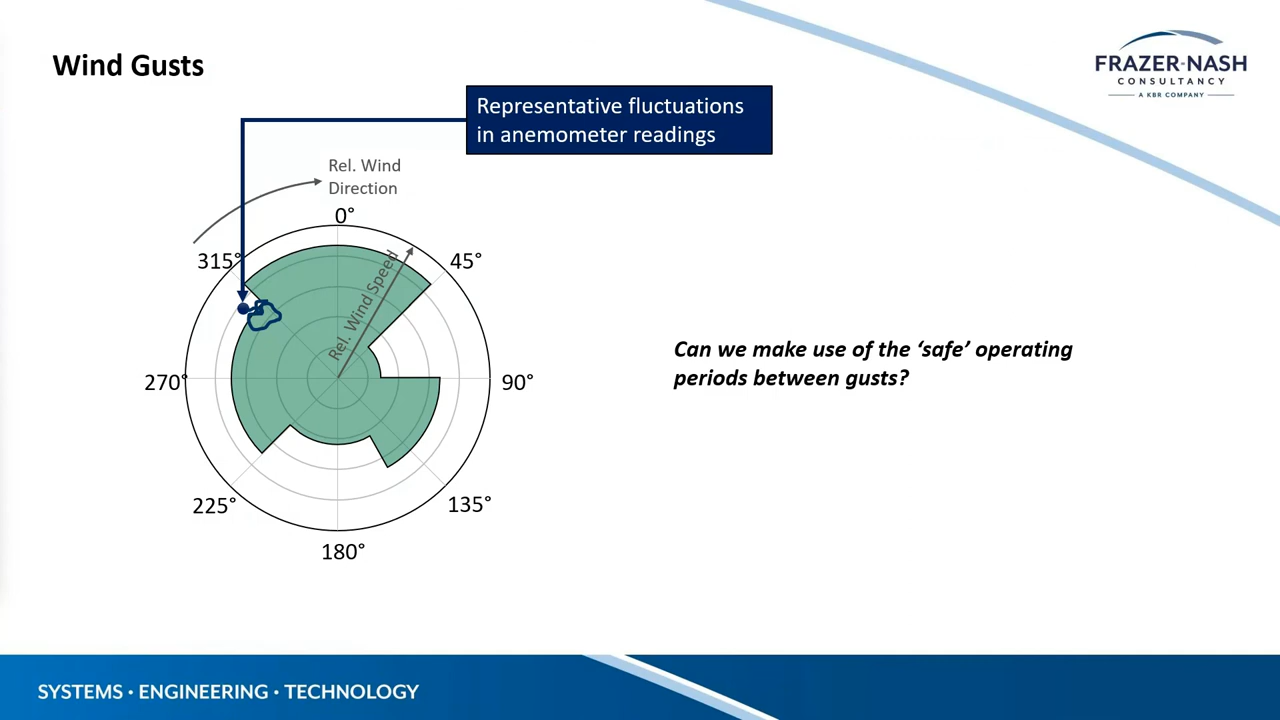 Wind Gusts
FRAZER-NASH
CONSULTANCY
A KBR COMPANY
Representative fluctuations
in anemometer readings
Rel. Wind
Direction
0°
315°
45°
Rel. Wind Speed
Can we make use of the ‘safe’ operating
periods between gusts?
270°
90°
225°
135°
180°
SYSTEMS · ENGINEERING · TECHNOLOGY